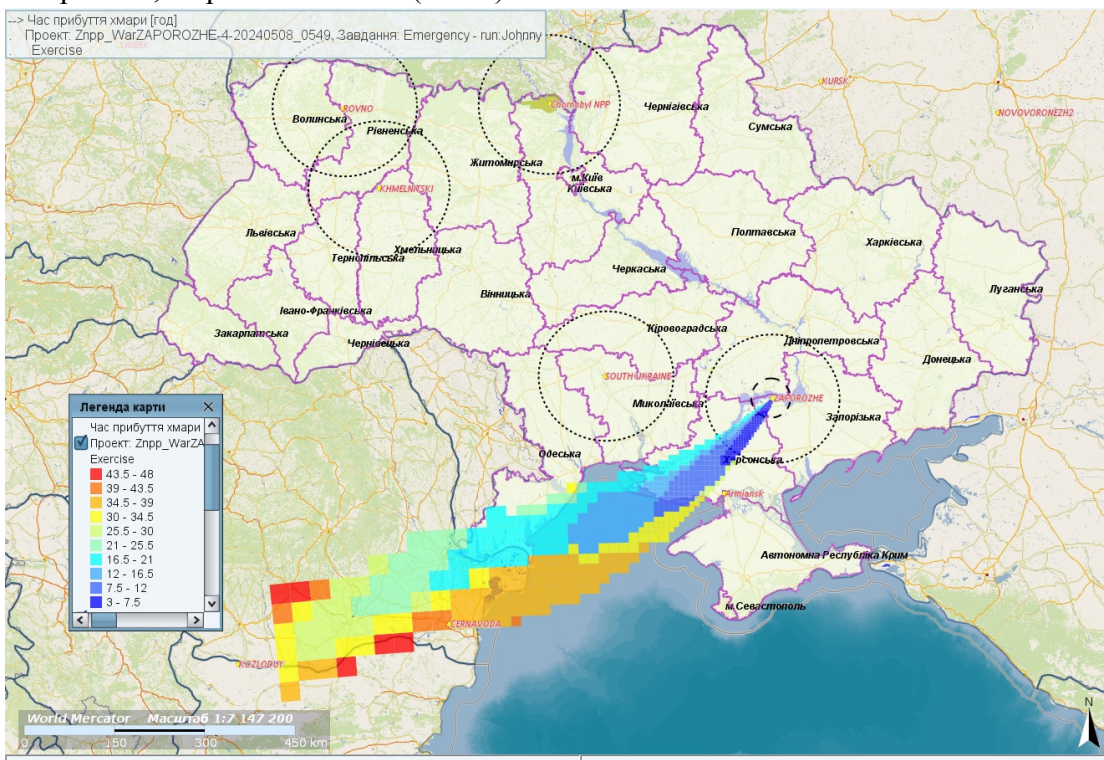 --> Час прибуття хмари [год]
Проект: Znpp_WarZAPOROZHE-4-20240508_0549, Завдання: Emergency - run:Johnny
Exercise
KURSK
ROVNO
Chornobyl NPP
Чернігівська
NOVOVORONEZH2
Волинська
Рівненська
Сумська
Житомирська
м.Київ
Київська
KHMELNITSKI
Львівська
Полтавська
Харківська
Хмельницька
Тернопільська
Черкаська
Луганська
Вінницька
Івано-Франківська
Кіровоградська
Закарпатська
Чернівецька
Дніпропетровська
Донецька
SOUTH UKRAINE
Миколаївська
ZAPOROZHE
Запорізька
Одеська
Херсонська
Armiansk
Автономна Республіка Крим
м.Севастополь
CERNAVODA
KOZLODUY
Легенда карти
Час прибуття хмари
Проект: Znpp_WarZA
Exercise
43.5 - 48
39 - 43.5
34.5 - 39
30 - 34.5
25.5 - 30
21 - 25.5
16.5 - 21
12 - 16.5
7.5 - 12
3 - 7.5
World Mercator Масштаб 1:7 147 200
0 150 300 450 km
N